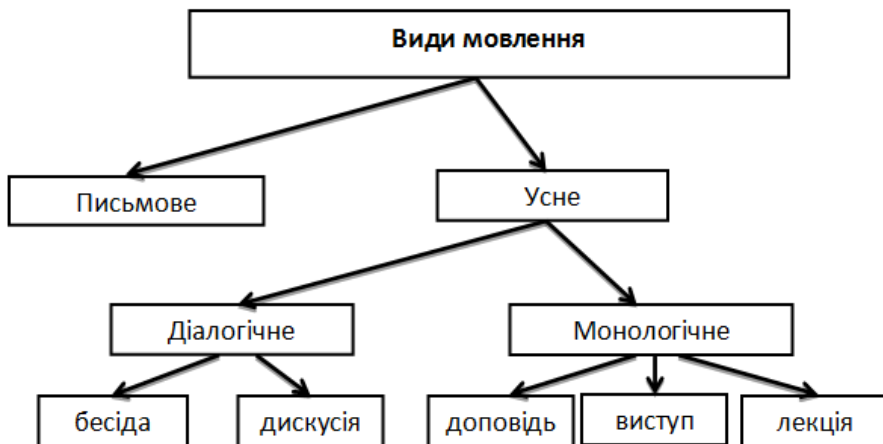 Види мовлення
Письмове
Усне
Діалогічне
Монологічне
бесіда
дискусія
доповідь
виступ
лекція